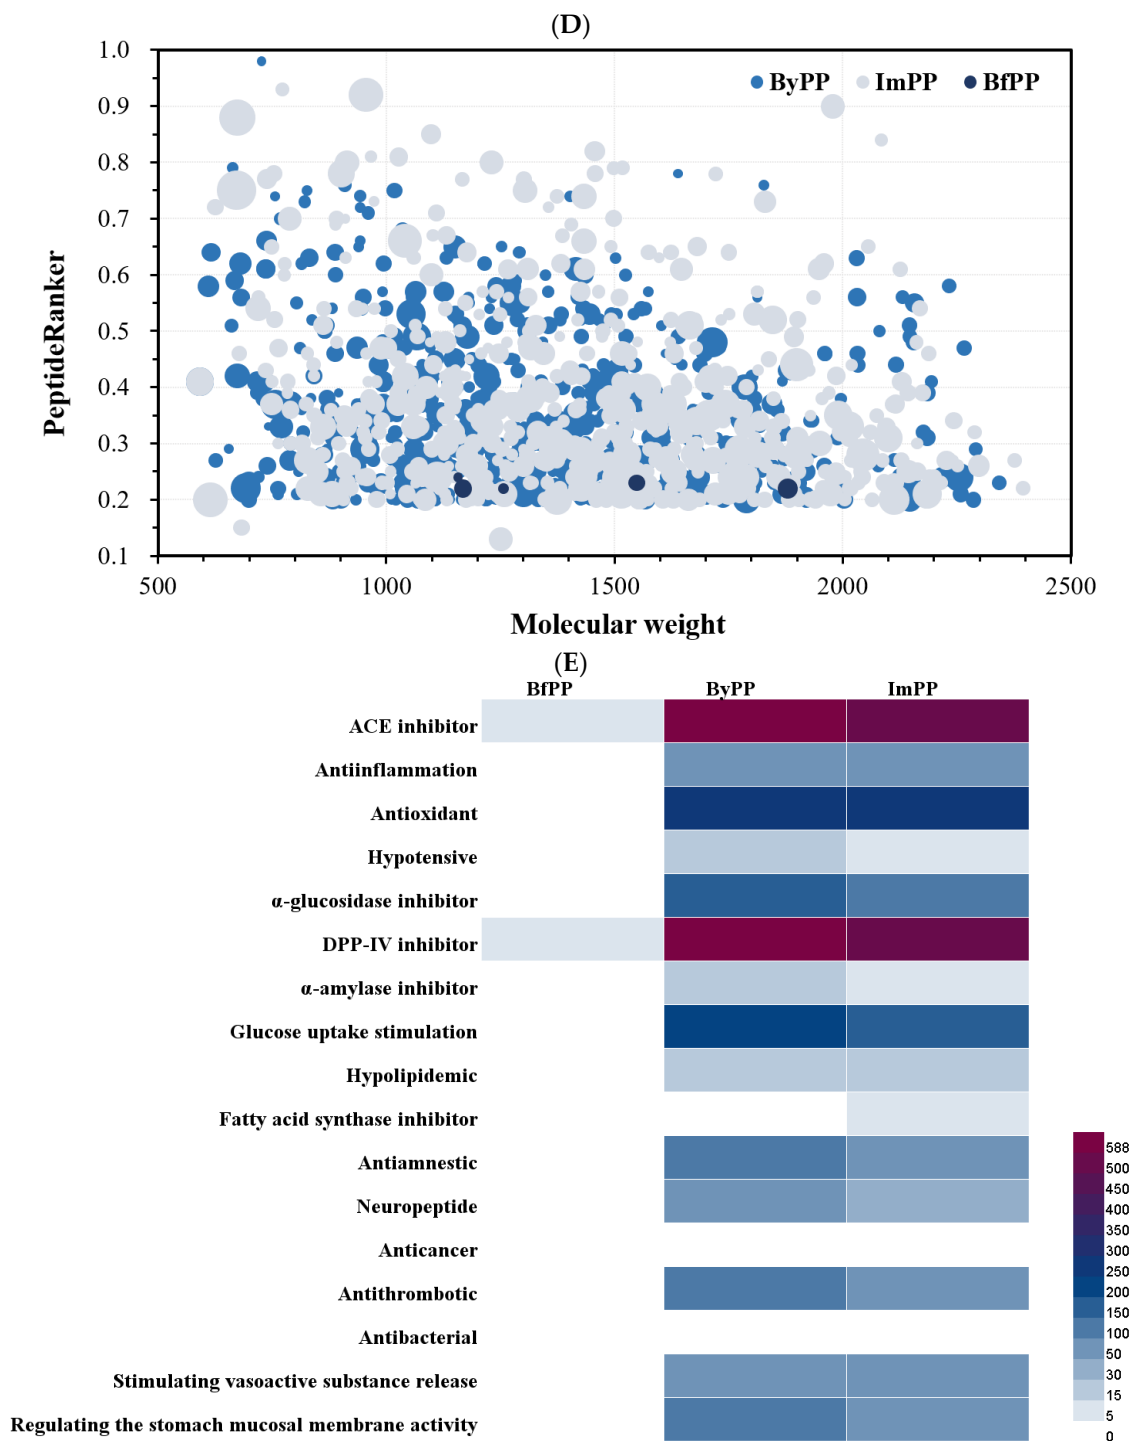 (D)
1.0
0.9
0.8
0.7
0.6
0.5
0.4
0.3
0.2
0.1
PeptideRanker
ByPP ImPP BfPP
500 1000 1500 2000 2500
Molecular weight
(E)
BfPP ByPP ImPP
ACE inhibitor
Antiinflammation
Antioxidant
Hypotensive
α-glucosidase inhibitor
DPP-IV inhibitor
α-amylase inhibitor
Glucose uptake stimulation
Hypolipidemic
Fatty acid synthase inhibitor
Antiamnestic
Neuropeptide
Anticancer
Antithrombotic
Antibacterial
Stimulating vasoactive substance release
Regulating the stomach mucosal membrane activity
588
500
450
400
350
300
250
200
150
100
50
30
15
5
0